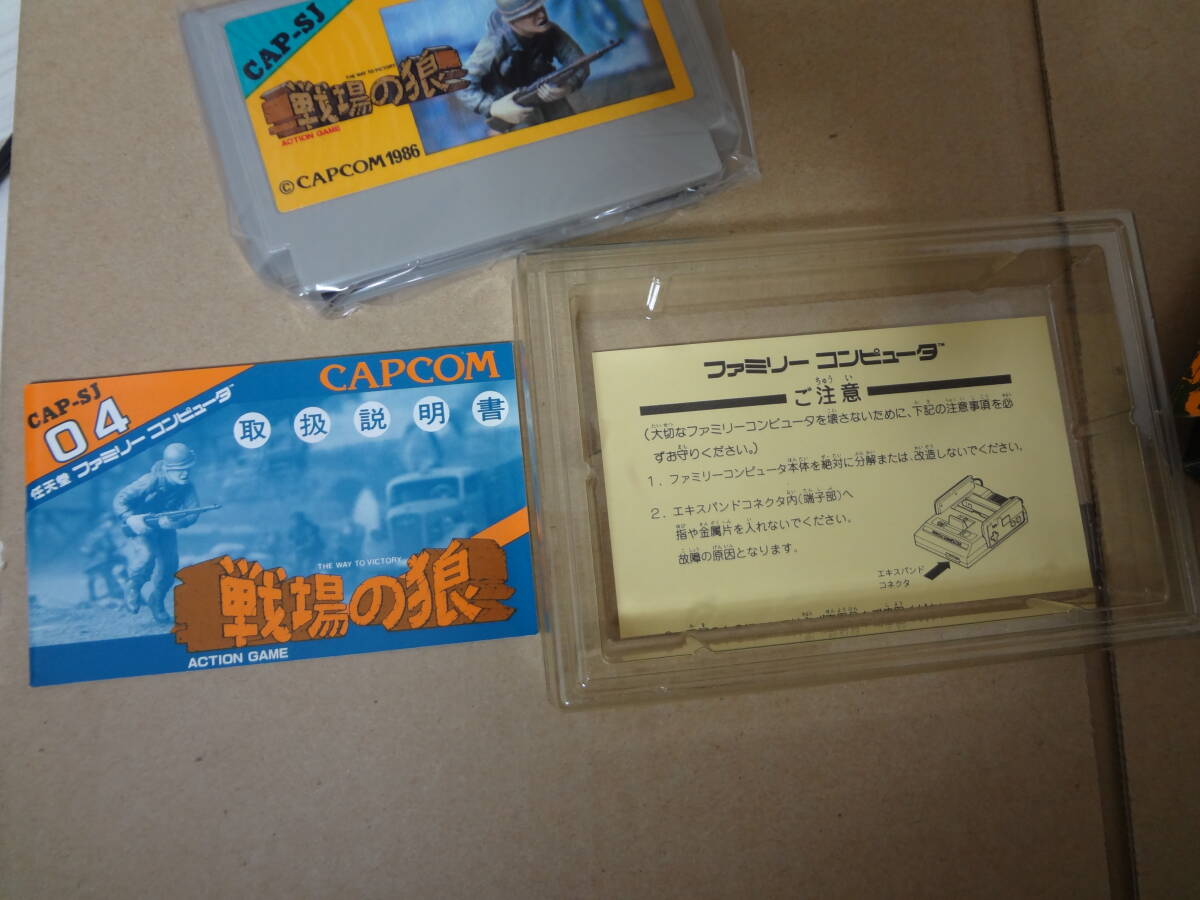 CAP-SJ
THE WAY TO VICTORY
戦場の狼
ACTION GAME
©CAPCOM 1986
CAP-SJ
04
任天堂 ファミリー コンピュータ™
CAPCOM
取扱説明書
THE WAY TO VICTORY
戦場の狼
ACTION GAME
ファミリー コンピュータ™
ご注意
(大切なファミリーコンピュータを壊さないために、下記の注意事項を必
ずお守りください。)
1. ファミリーコンピュータ本体を絶対に分解または、改造しないでください。
2. エキスパンドコネクタ内(端子部)へ
指や金属片を入れないでください。
故障の原因となります。
エキスパンド
コネクタ